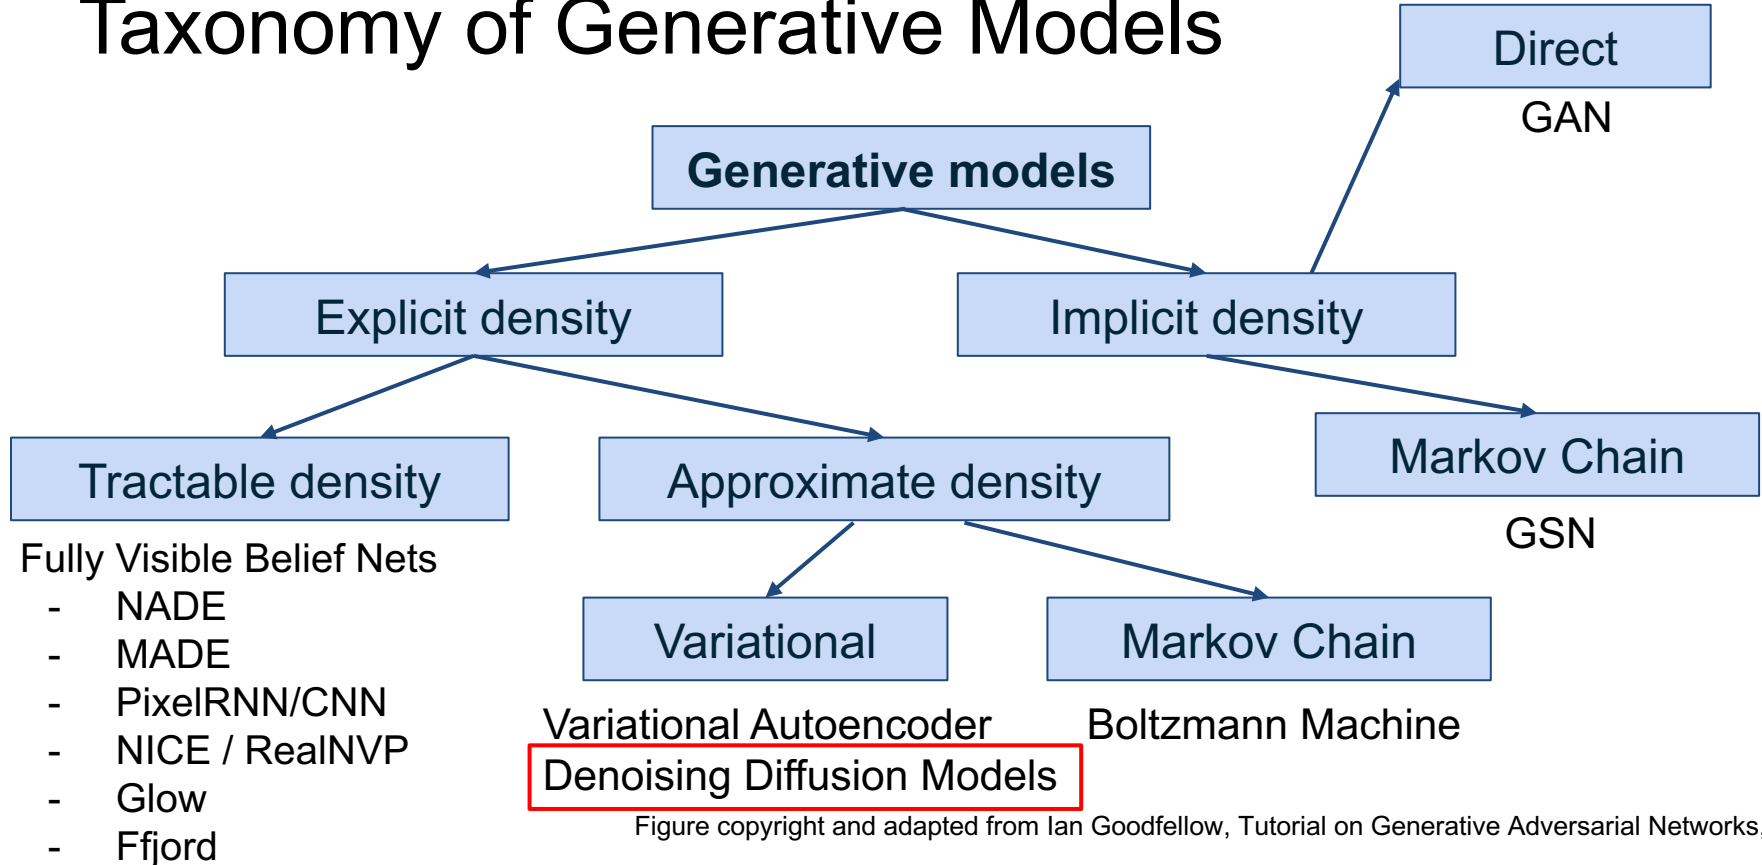 Taxonomy of Generative Models
Direct
GAN
Generative models
Explicit density
Implicit density
Tractable density
Approximate density
Markov Chain
GSN
Fully Visible Belief Nets
- NADE
- MADE
- PixelRNN/CNN
- NICE / RealNVP
- Glow
- Ffjord
Variational
Markov Chain
Variational Autoencoder
Denoising Diffusion Models
Boltzmann Machine
Figure copyright and adapted from Ian Goodfellow, Tutorial on Generative Adversarial Networks,